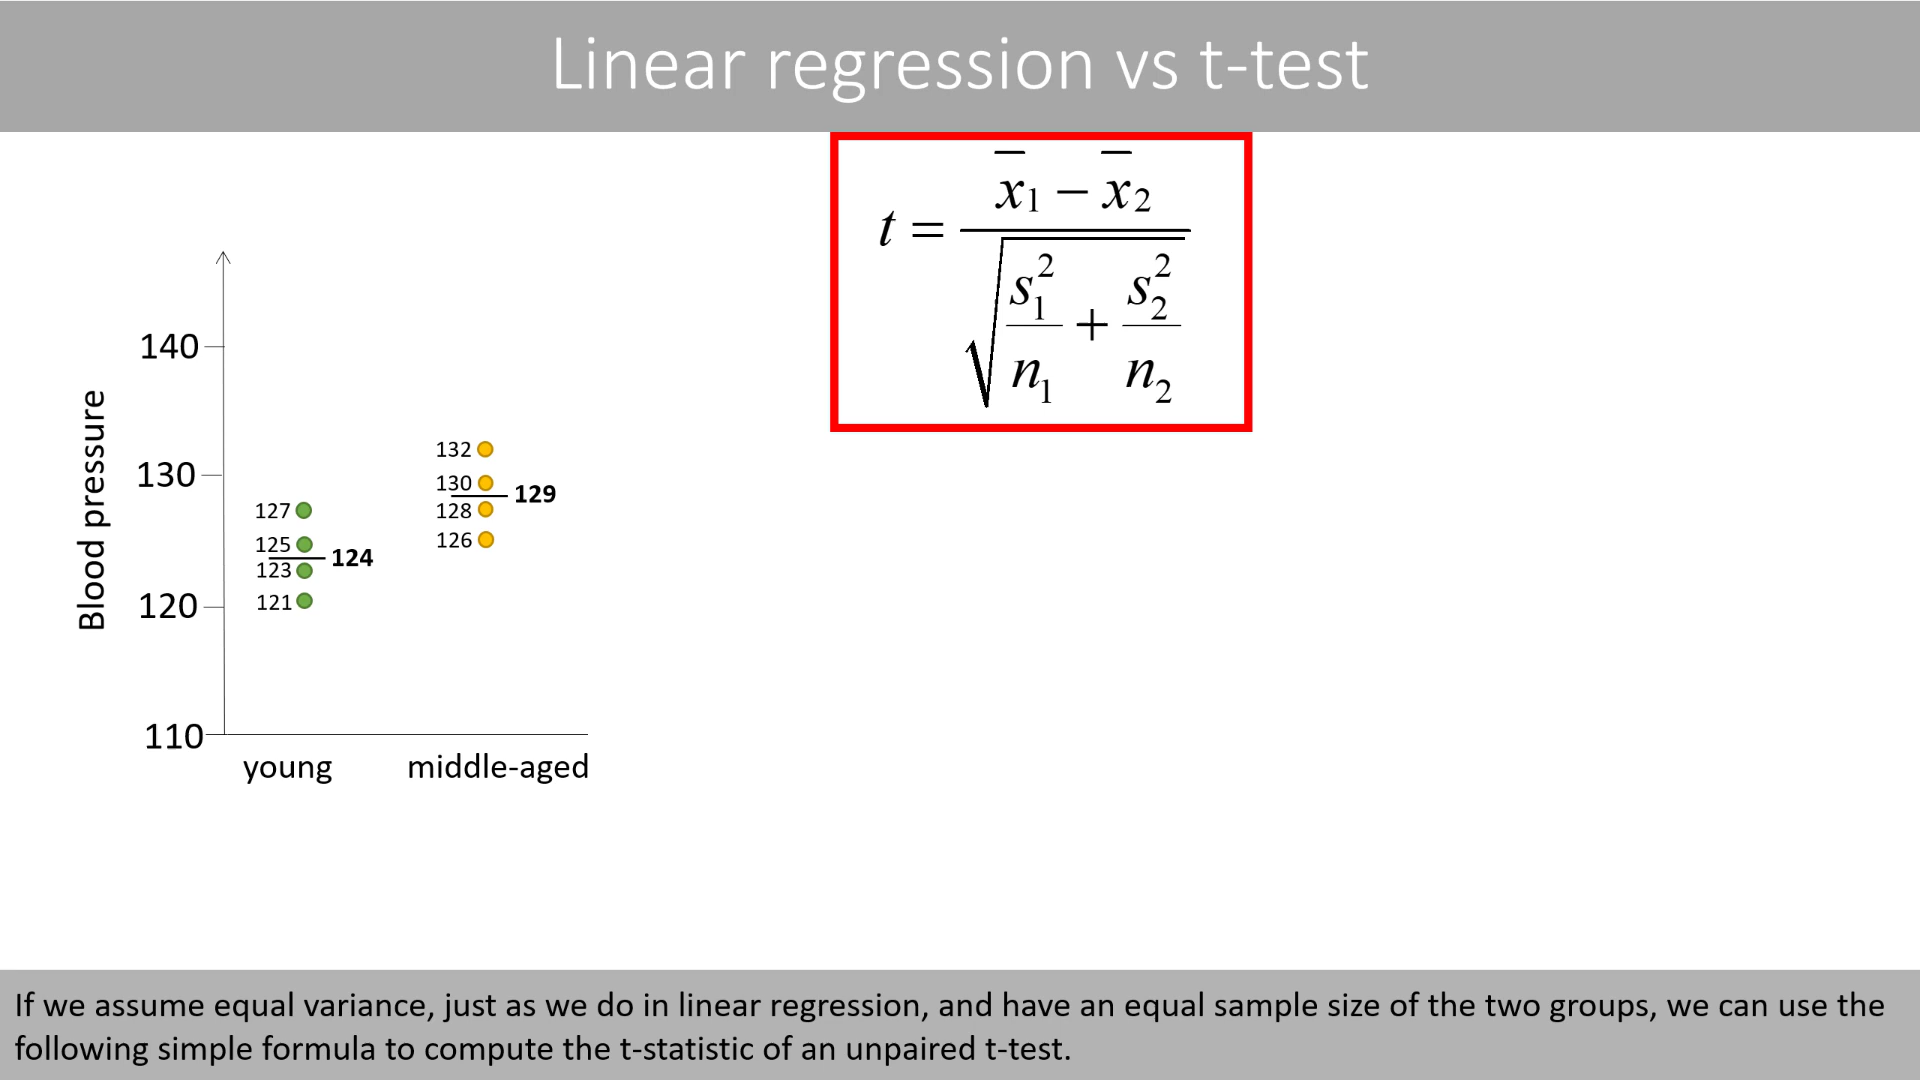 Linear regression vs t-test
t = (x̄1 − x̄2) / √(s1²/n1 + s2²/n2)
Blood pressure
140
130
120
110
127
125
123
121
124
132
130
128
126
129
young
middle-aged
If we assume equal variance, just as we do in linear regression, and have an equal sample size of the two groups, we can use the
following simple formula to compute the t-statistic of an unpaired t-test.